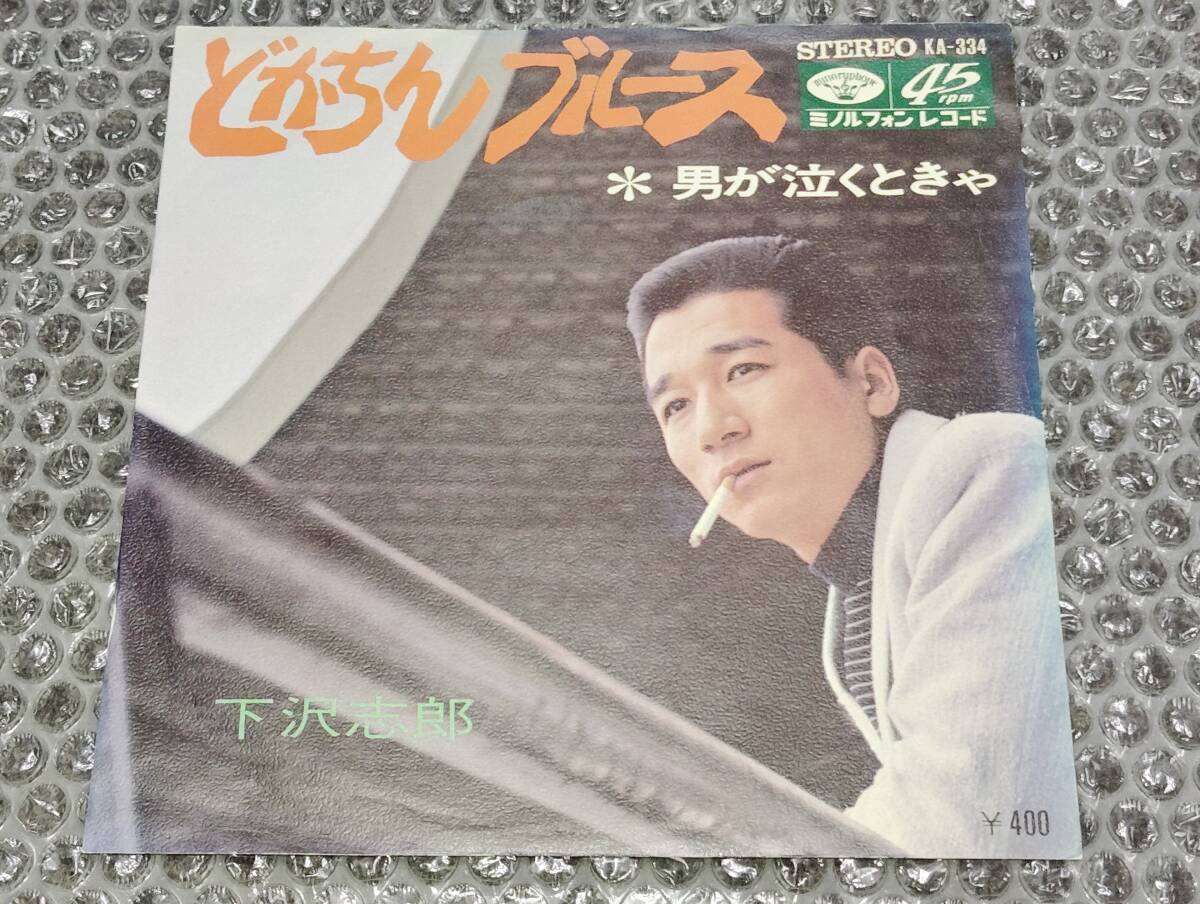 どかちんブルース
STEREO KA-334
minoruphone
45 rpm
ミノルフォン レコード
＊男が泣くときゃ
下沢志郎
￥400